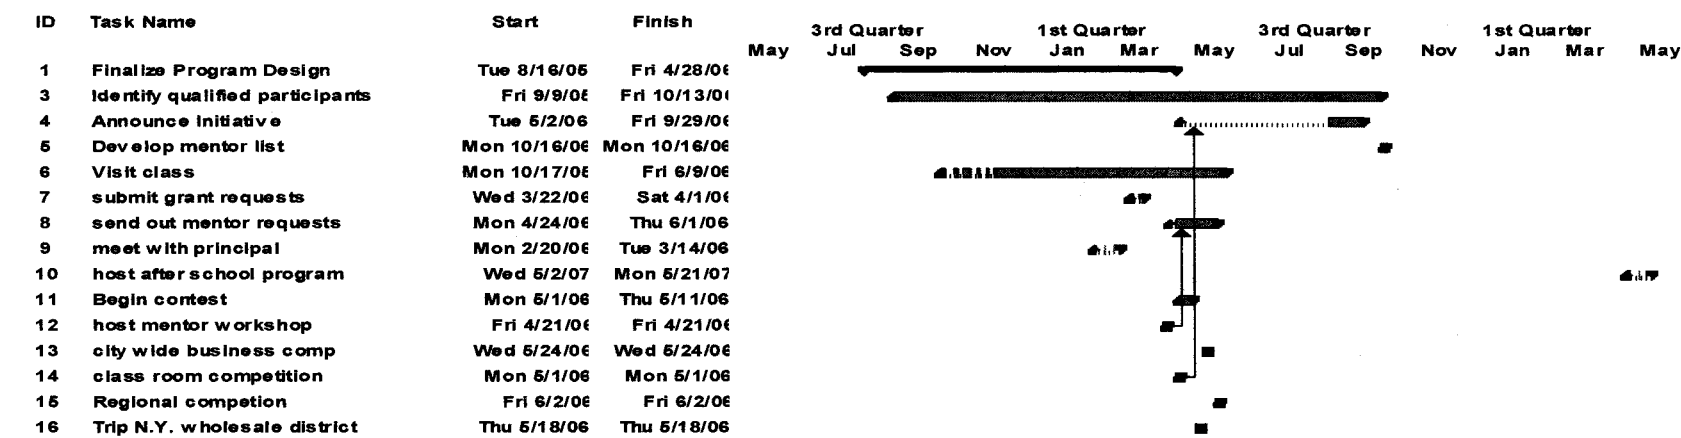 ID Task Name Start Finish
3rd Quarter 1st Quarter 3rd Quarter 1st Quarter
May Jul Sep Nov Jan Mar May Jul Sep Nov Jan Mar May
1 Finalize Program Design Tue 8/16/05 Fri 4/28/06
3 Identify qualified participants Fri 9/9/05 Fri 10/13/0
4 Announce Initiative Tue 5/2/06 Fri 9/29/06
5 Develop mentor list Mon 10/16/06 Mon 10/16/06
6 Visit class Mon 10/17/05 Fri 6/9/06
7 submit grant requests Wed 3/22/06 Sat 4/1/06
8 send out mentor requests Mon 4/24/06 Thu 6/1/06
9 meet with principal Mon 2/20/06 Tue 3/14/06
10 host after school program Wed 5/2/07 Mon 5/21/07
11 Begin contest Mon 5/1/06 Thu 5/11/06
12 host mentor workshop Fri 4/21/06 Fri 4/21/06
13 city wide business comp Wed 5/24/06 Wed 5/24/06
14 class room competition Mon 5/1/06 Mon 5/1/06
15 Regional competion Fri 6/2/06 Fri 6/2/06
16 Trip N.Y. wholesale district Thu 5/18/06 Thu 5/18/06